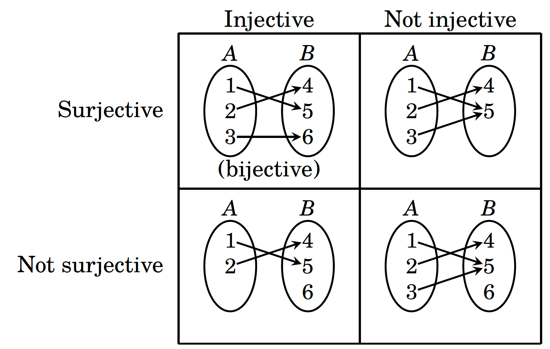 Injective Not injective
A B A B
1 4 1 4
Surjective 2 5 2 5
3 6 3
(bijective)
A B A B
1 4 1 4
Not surjective 2 5 2 5
6 3 6